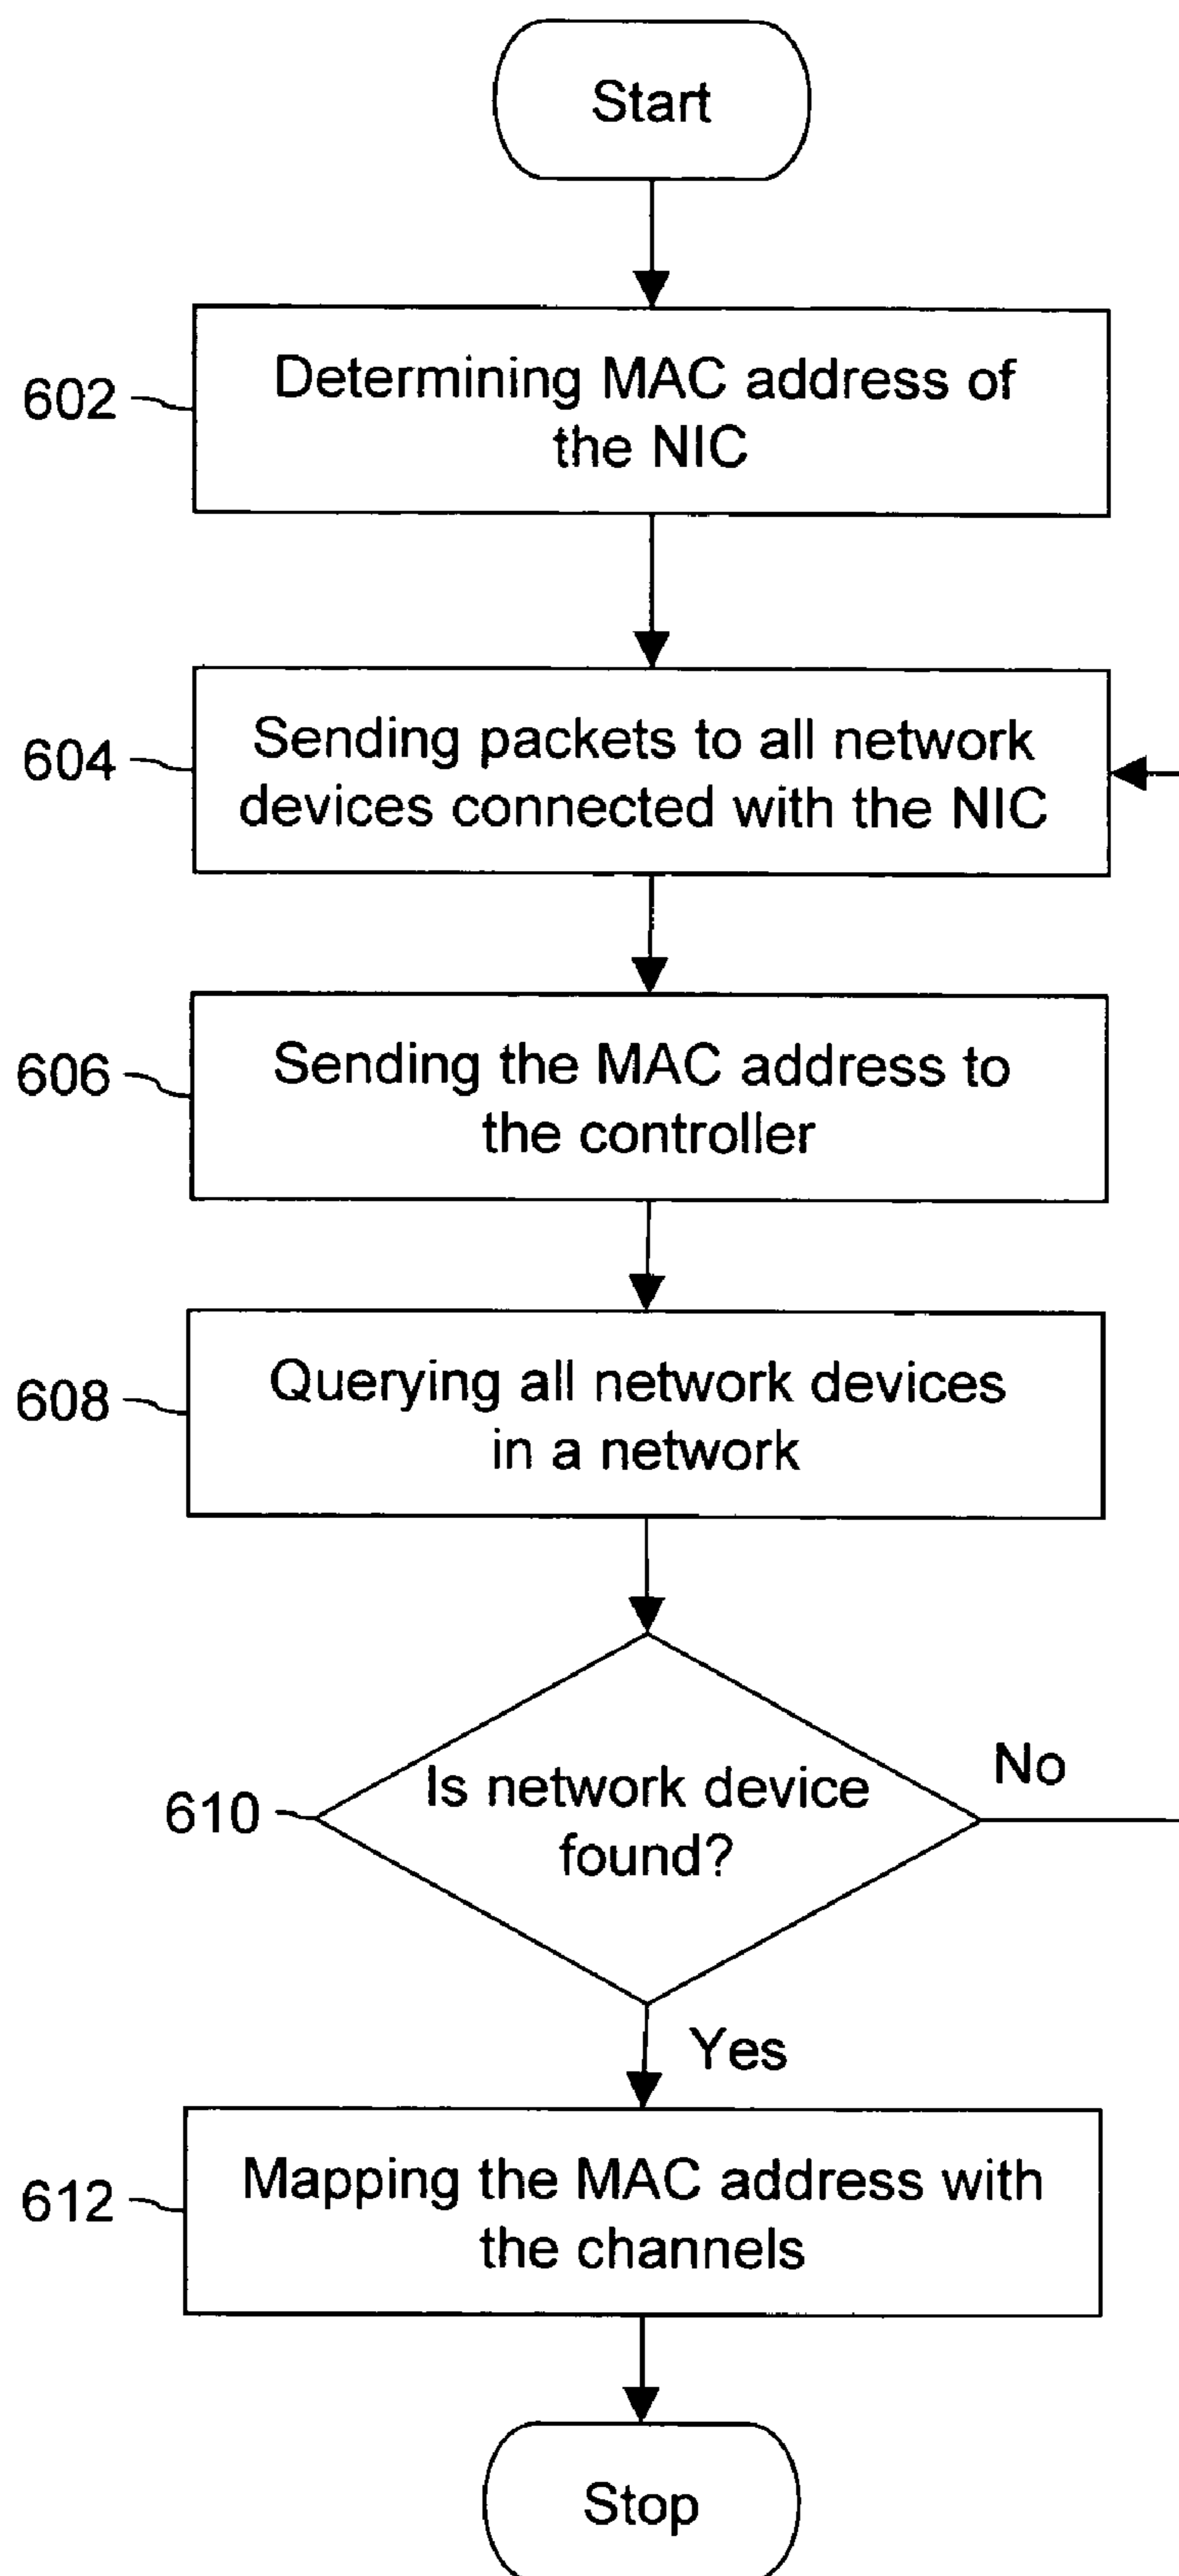 Start
602
Determining MAC address of
the NIC
604
Sending packets to all network
devices connected with the NIC
606
Sending the MAC address to
the controller
608
Querying all network devices
in a network
610
Is network device
found?
No
Yes
612
Mapping the MAC address with
the channels
Stop